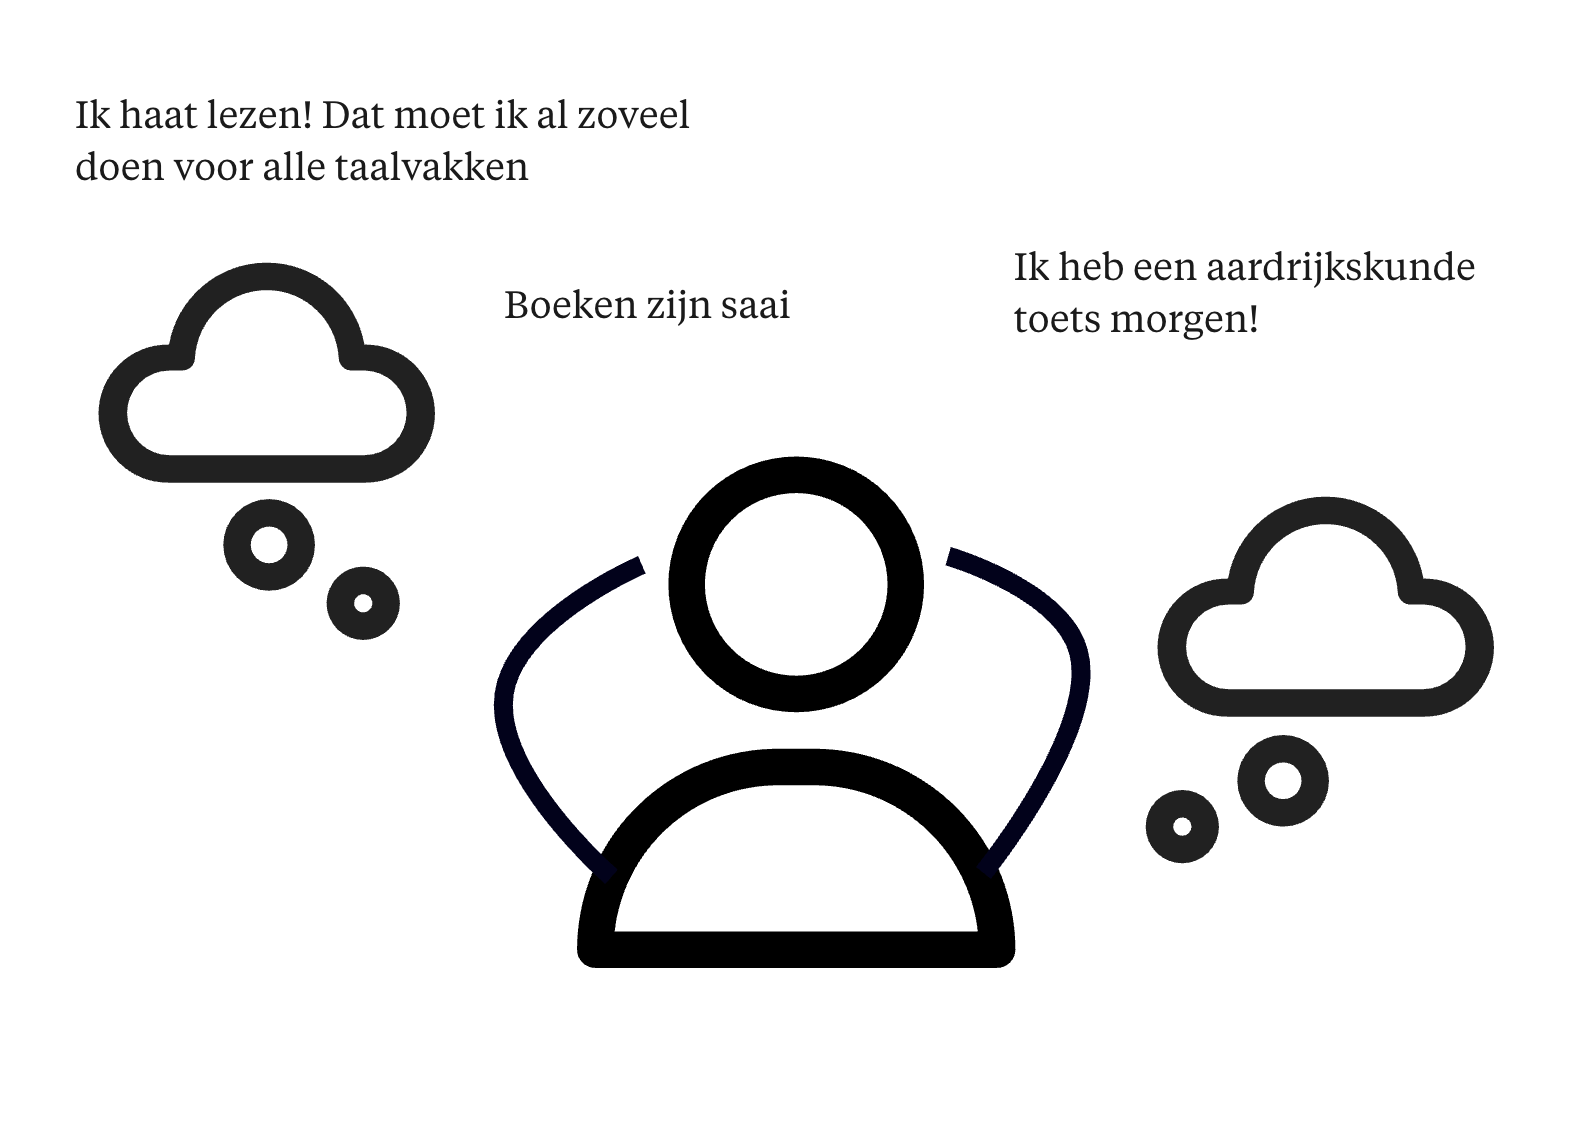 Ik haat lezen! Dat moet ik al zoveel
doen voor alle taalvakken
Boeken zijn saai
Ik heb een aardrijkskunde
toets morgen!